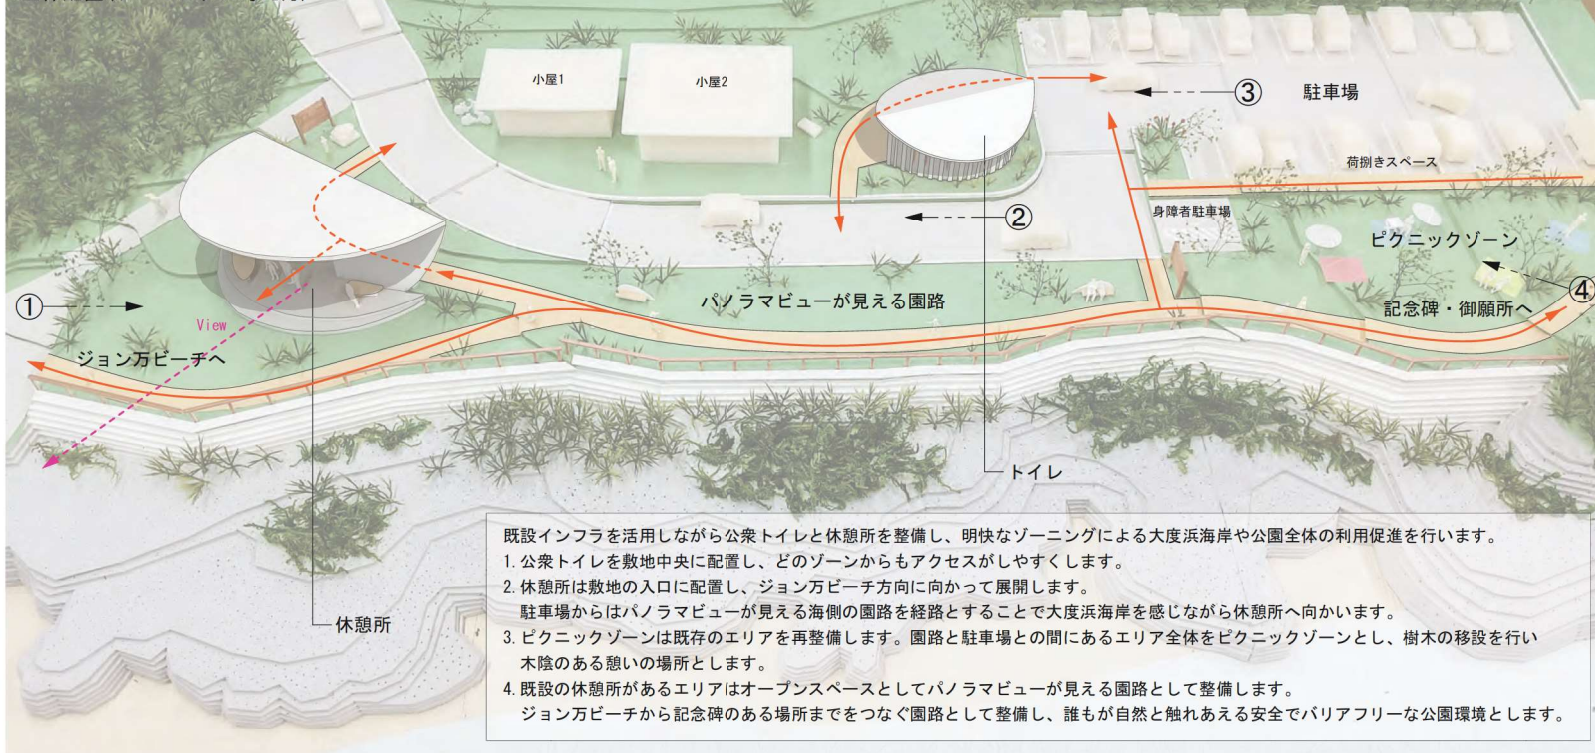 小屋1
小屋2
③
駐車場
荷捌きスペース
②
身障者駐車場
ピクニックゾーン
④
①
パノラマビューが見える園路
記念碑・御願所へ
View
ジョン万ビーチへ
トイレ
休憩所
既設インフラを活用しながら公衆トイレと休憩所を整備し、明快なゾーニングによる大度浜海岸や公園全体の利用促進を行います。
1. 公衆トイレを敷地中央に配置し、どのゾーンからもアクセスがしやすくします。
2. 休憩所は敷地の入口に配置し、ジョン万ビーチ方向に向かって展開します。
駐車場からはパノラマビューが見える海側の園路を経路とすることで大度浜海岸を感じながら休憩所へ向かいます。
3. ピクニックゾーンは既存のエリアを再整備します。園路と駐車場との間にあるエリア全体をピクニックゾーンとし、樹木の移設を行い
木陰のある憩いの場所とします。
4. 既設の休憩所があるエリアはオープンスペースとしてパノラマビューが見える園路として整備します。
ジョン万ビーチから記念碑のある場所までをつなぐ園路として整備し、誰もが自然と触れあえる安全でバリアフリーな公園環境とします。